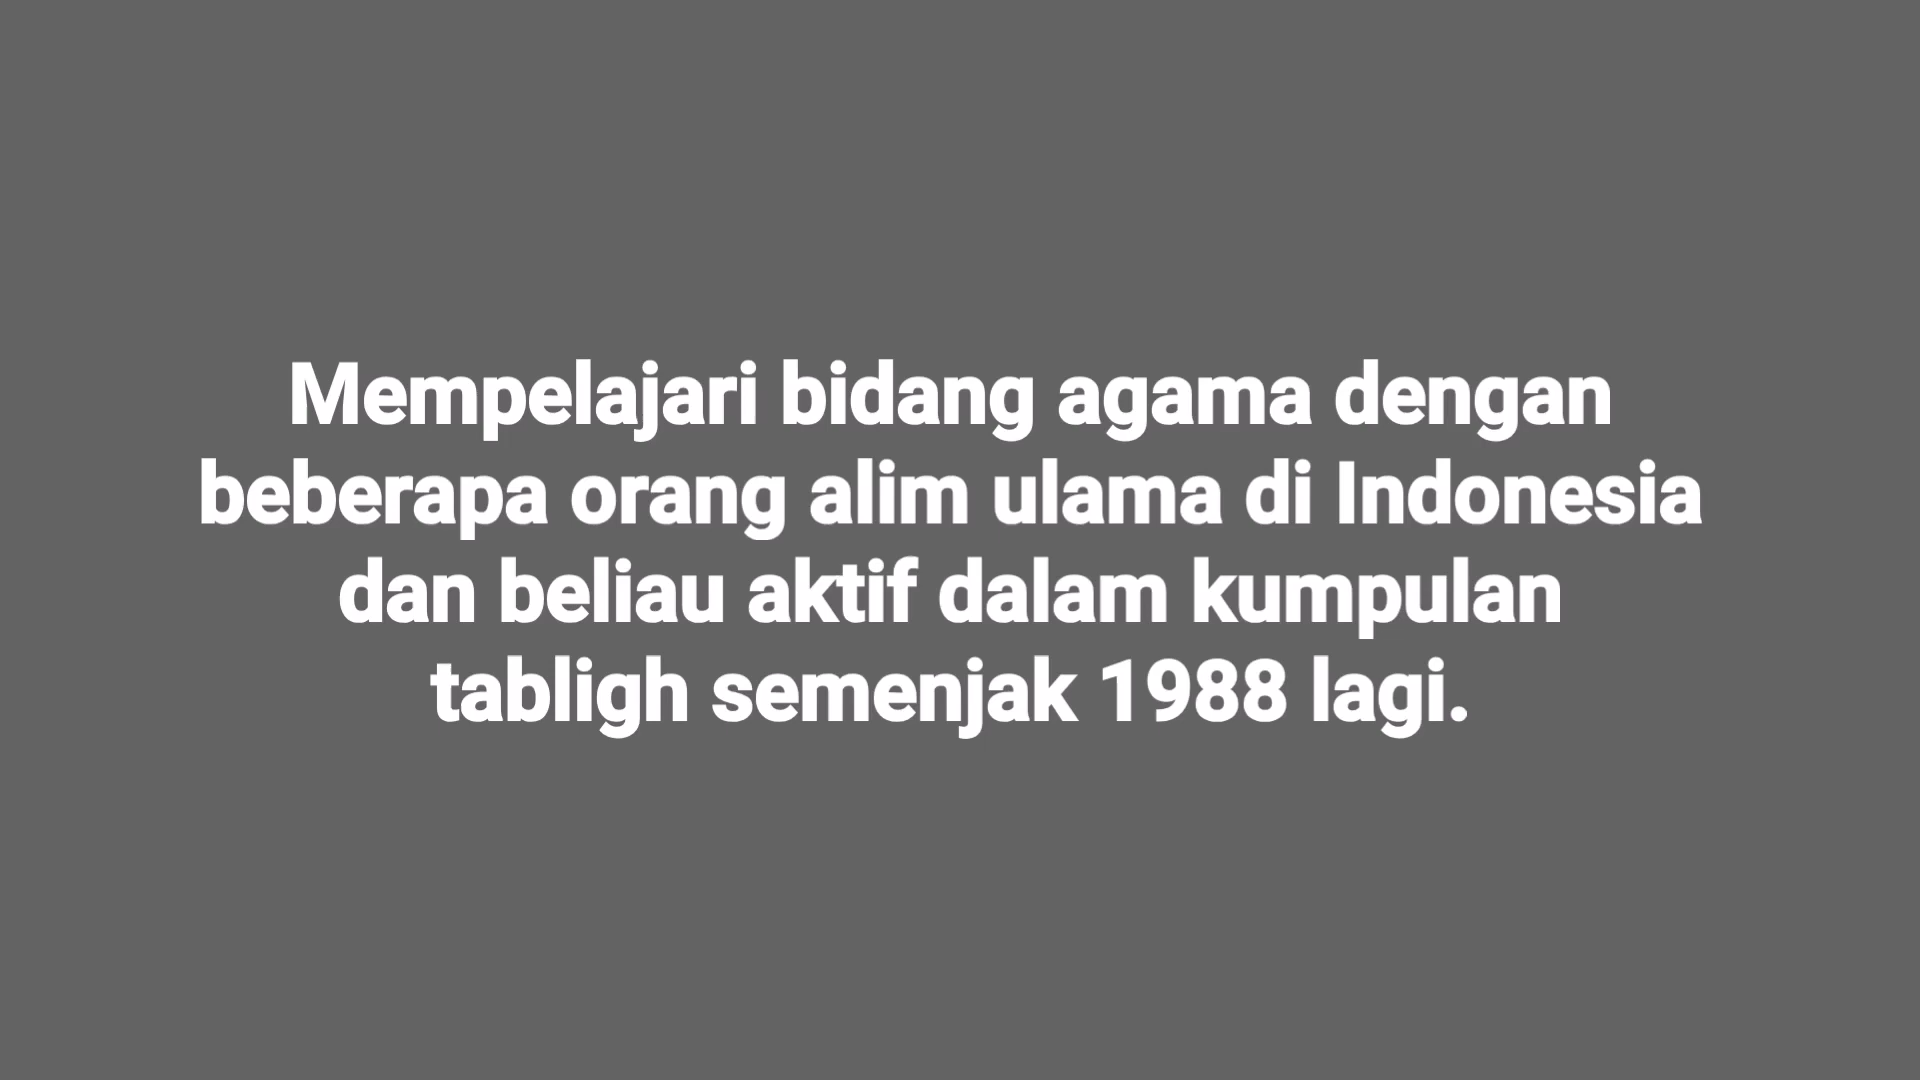 Mempelajari bidang agama dengan
beberapa orang alim ulama di Indonesia
dan beliau aktif dalam kumpulan
tabligh semenjak 1988 lagi.